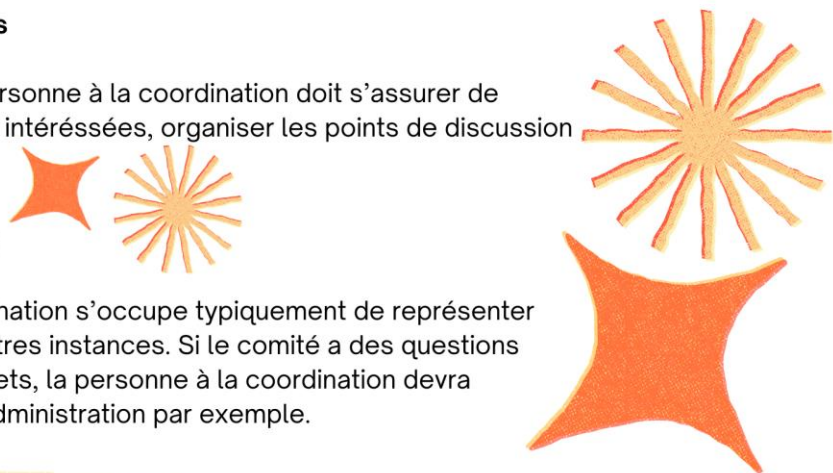 s
rsonne à la coordination doit s’assurer de
intéréssées, organiser les points de discussion
nation s’occupe typiquement de représenter
tres instances. Si le comité a des questions
ets, la personne à la coordination devra
dministration par exemple.